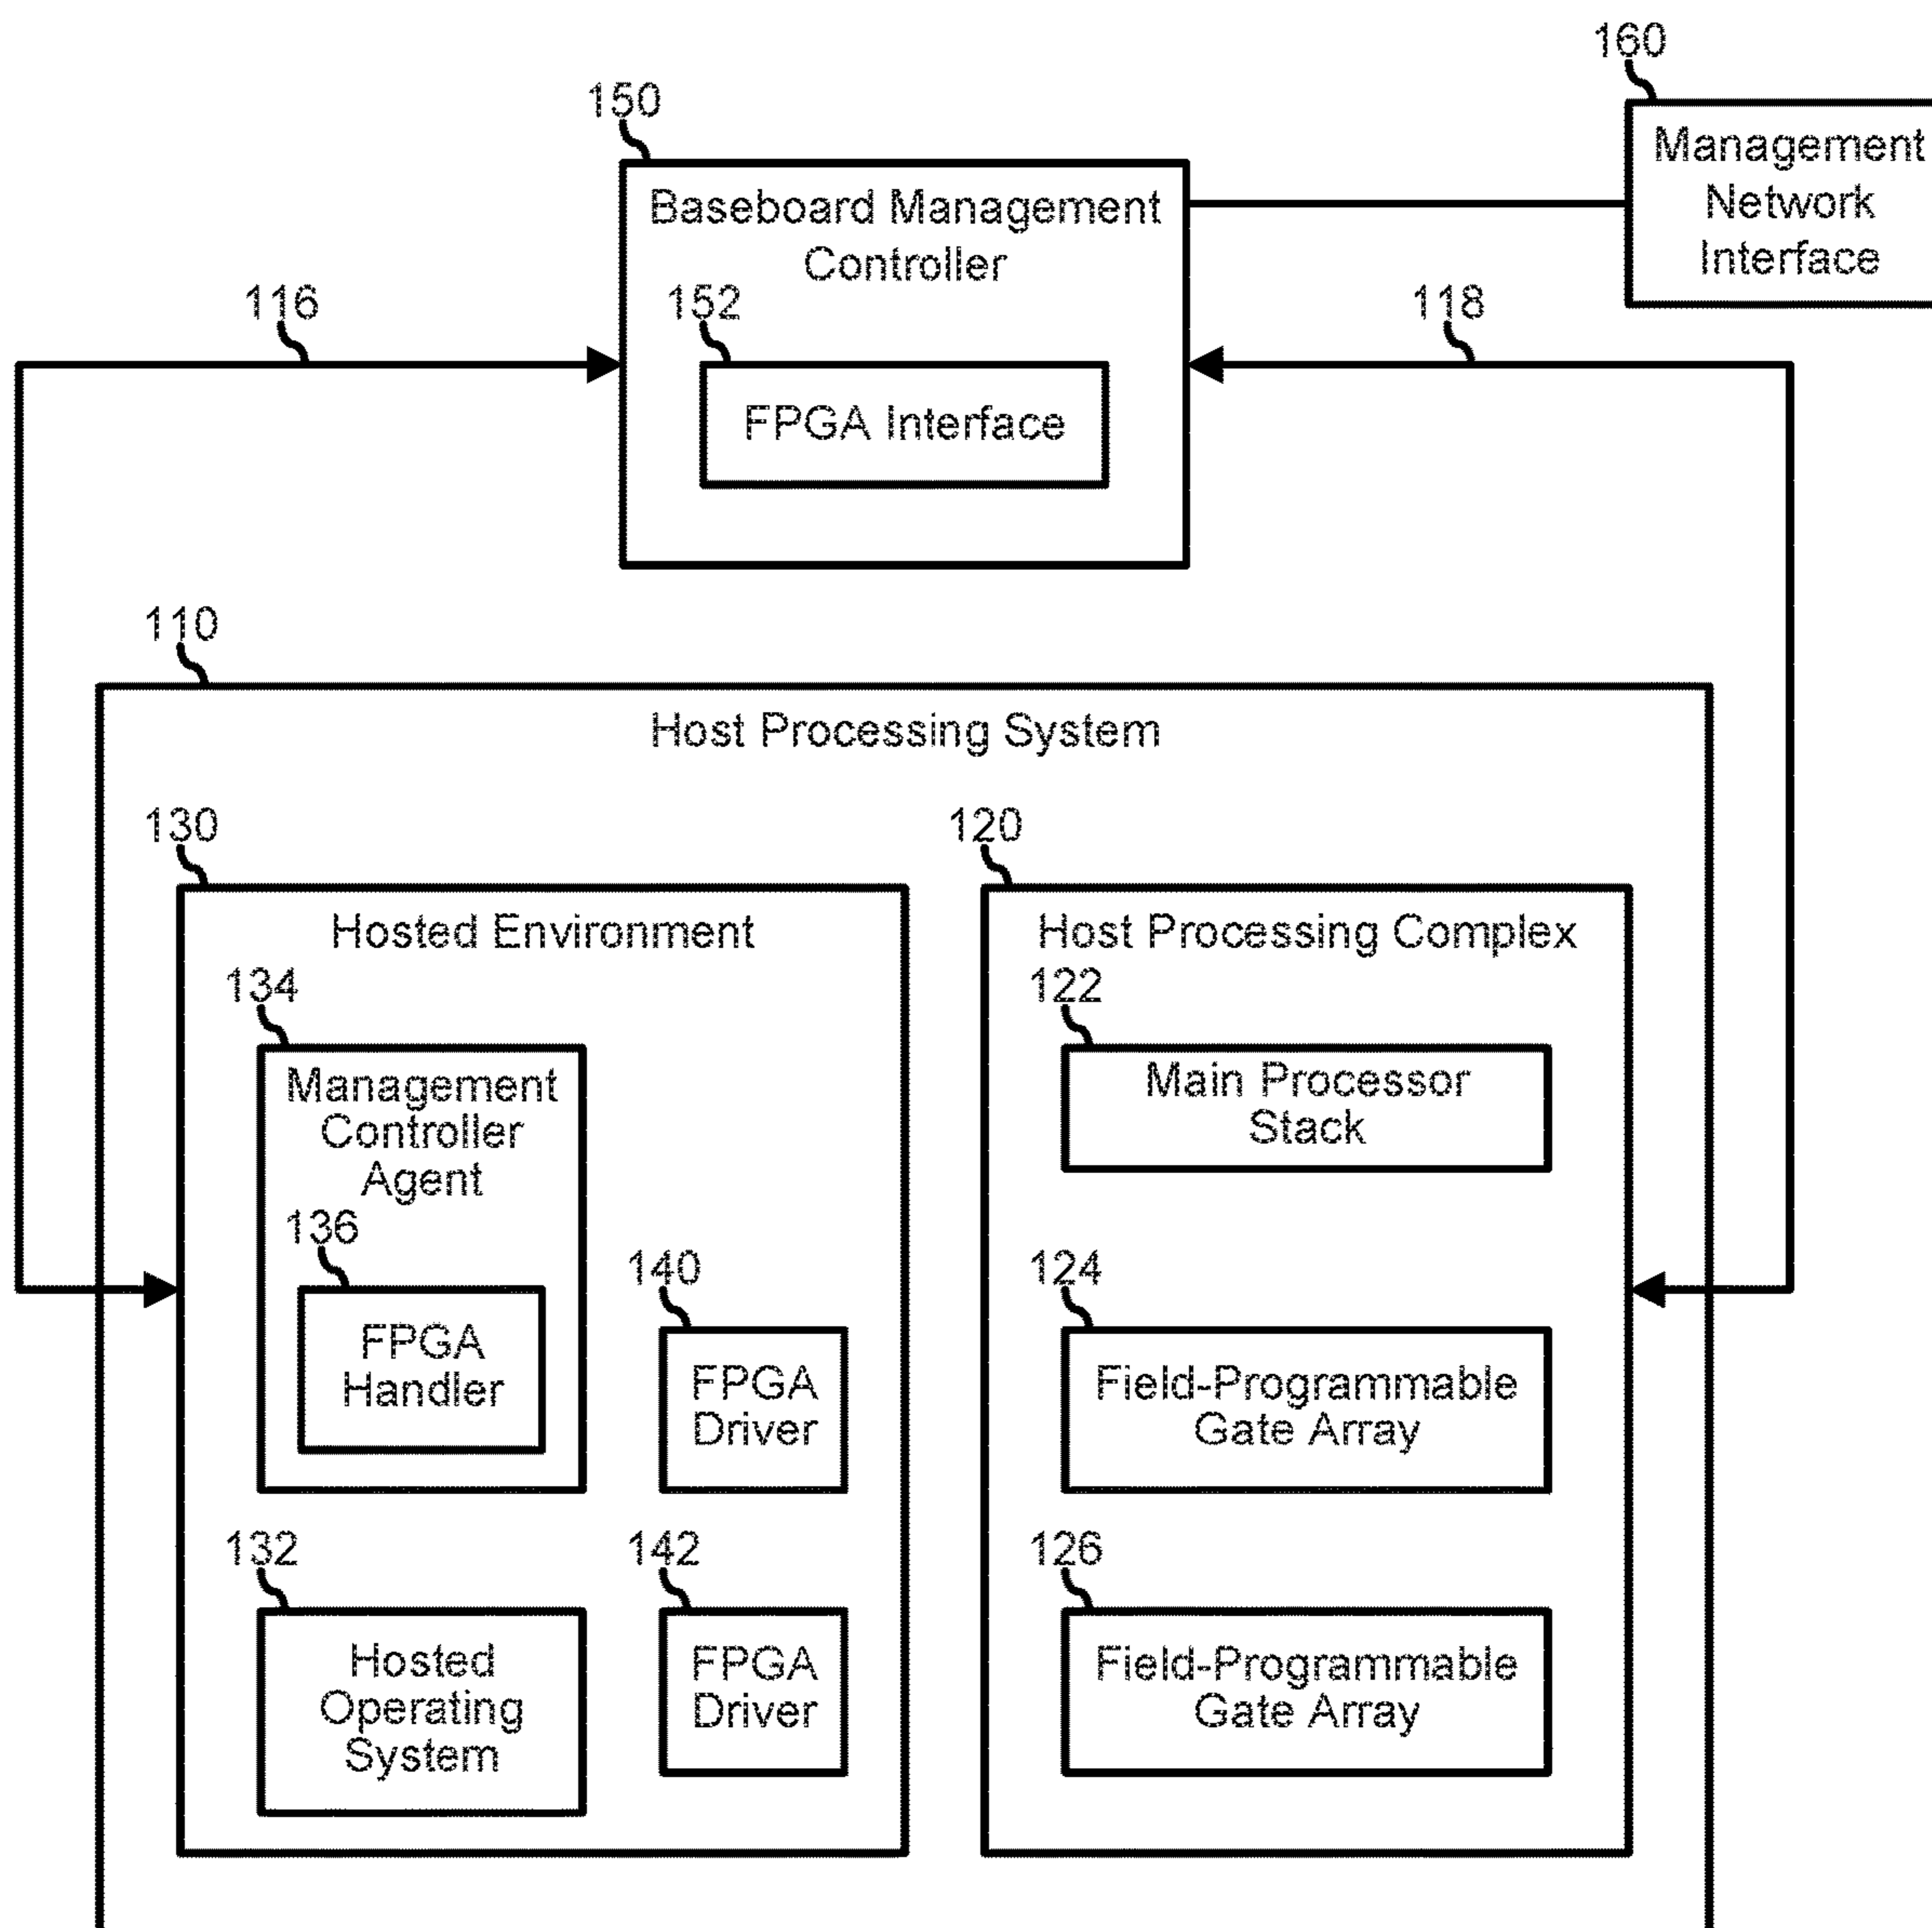 160
Management
Network
Interface
150
Baseboard Management
Controller
116
152
118
FPGA Interface
110
Host Processing System
130
120
Hosted Environment
Host Processing Complex
134
122
Management
Controller
Agent
Main Processor
Stack
136
140
124
FPGA
Handler
FPGA
Driver
Field-Programmable
Gate Array
132
142
126
Hosted
Operating
System
FPGA
Driver
Field-Programmable
Gate Array